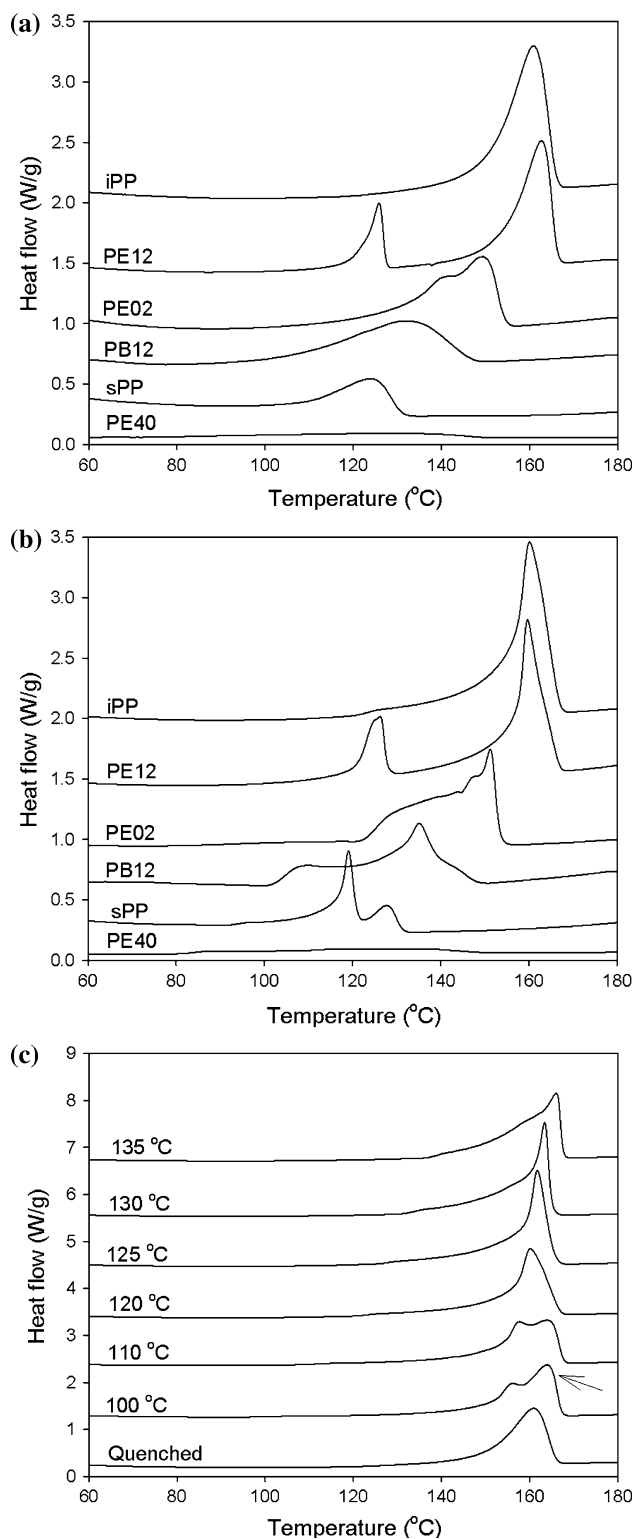 (a)
3.5
3.0
2.5
2.0
1.5
1.0
0.5
0.0
Heat flow (W/g)
iPP
PE12
PE02
PB12
sPP
PE40
60 80 100 120 140 160 180
Temperature (°C)
(b)
3.5
3.0
2.5
2.0
1.5
1.0
0.5
0.0
Heat flow (W/g)
iPP
PE12
PE02
PB12
sPP
PE40
60 80 100 120 140 160 180
Temperature (°C)
(c)
9
8
7
6
5
4
3
2
1
0
Heat flow (W/g)
135 °C
130 °C
125 °C
120 °C
110 °C
100 °C
Quenched
60 80 100 120 140 160 180
Temperature (°C)